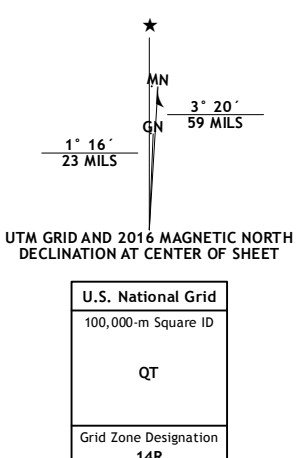 ★
MN
3° 20´
59 MILS
GN
1° 16´
23 MILS
UTM GRID AND 2016 MAGNETIC NORTH
DECLINATION AT CENTER OF SHEET
U.S. National Grid
100,000-m Square ID
QT
Grid Zone Designation
14R